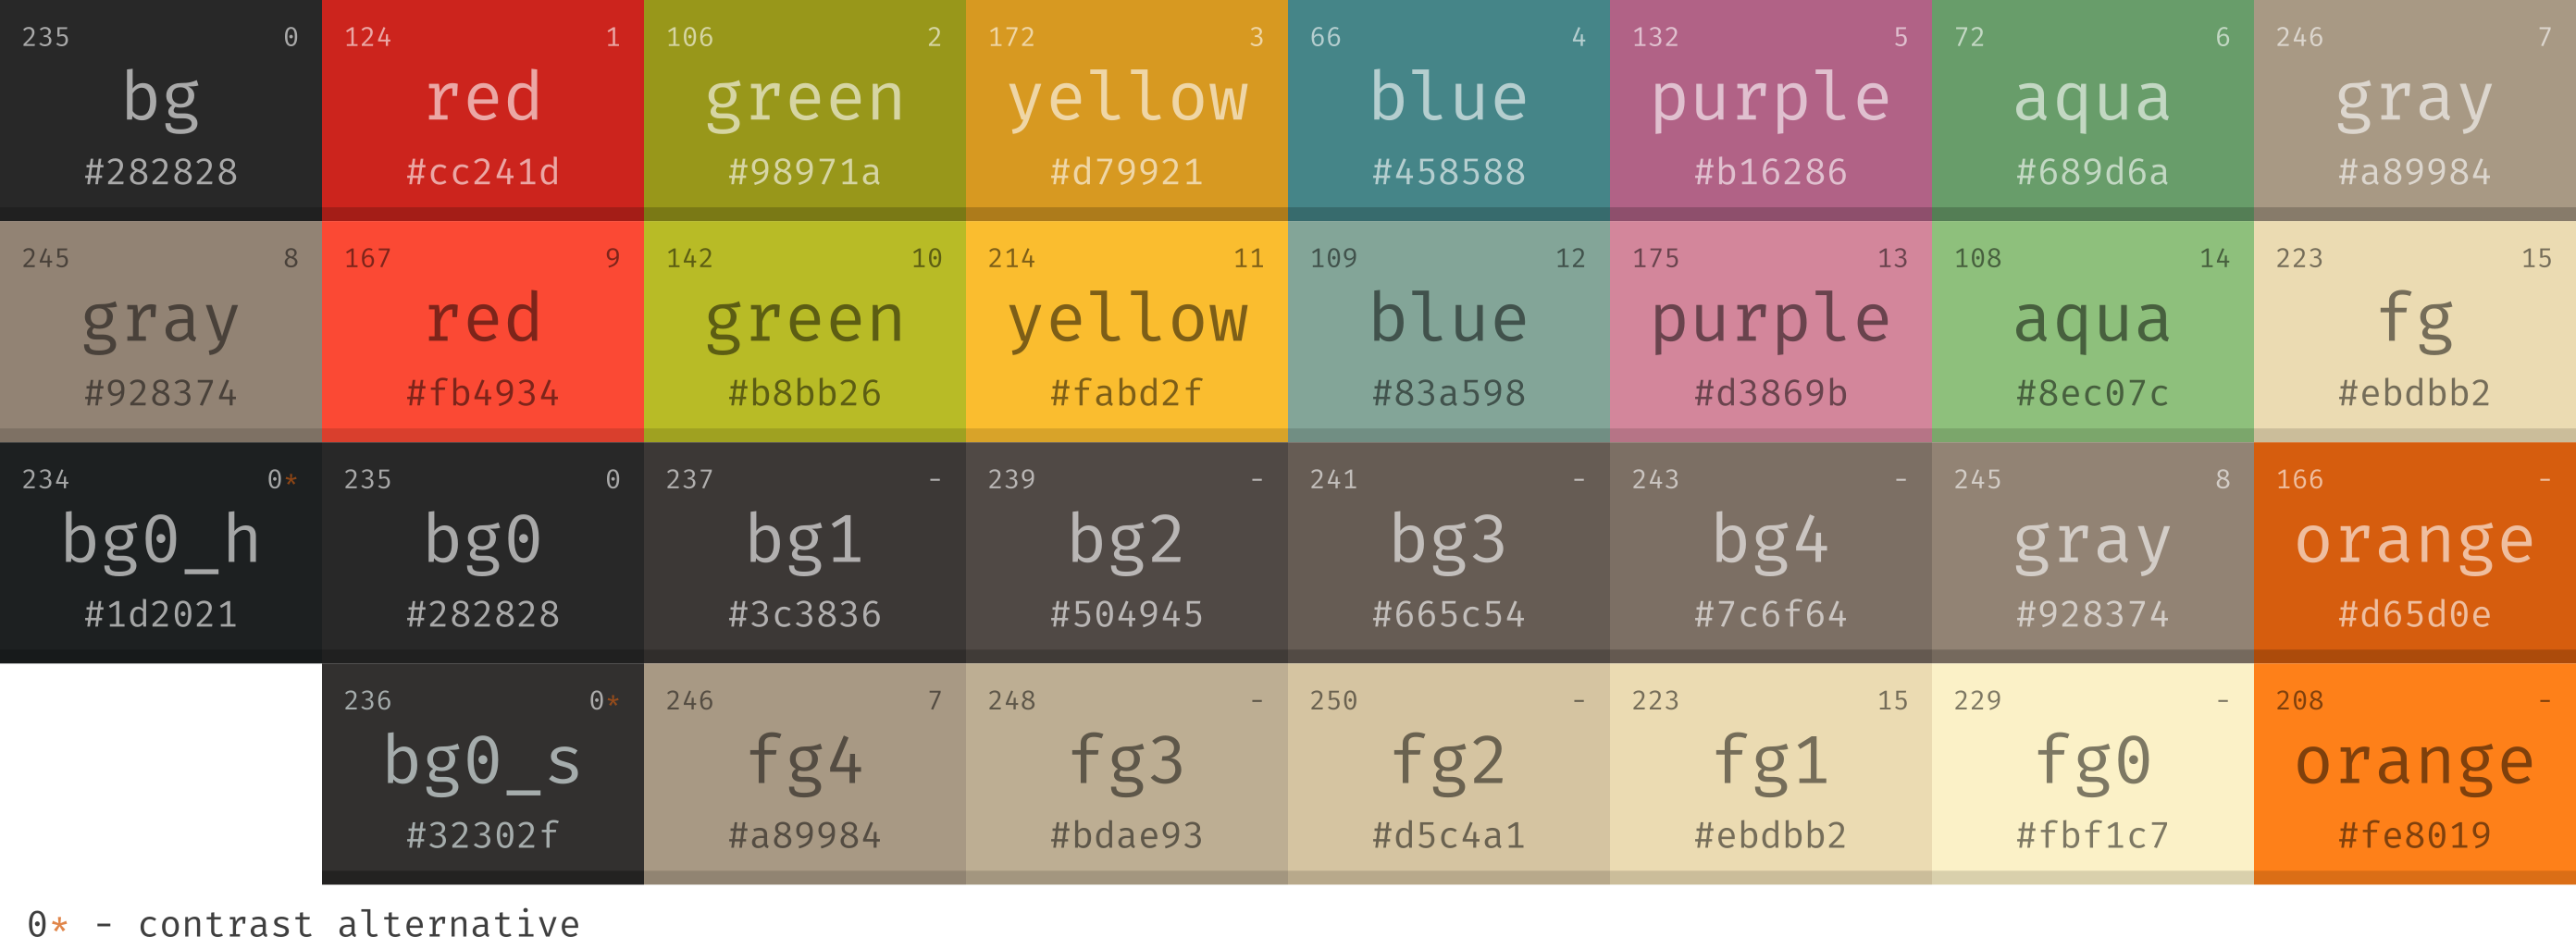 235 0 124 1 106 2 172 3 66 4 132 5 72 6 246 7
bg red green yellow blue purple aqua gray
#282828 #cc241d #98971a #d79921 #458588 #b16286 #689d6a #a89984
245 8 167 9 142 10 214 11 109 12 175 13 108 14 223 15
gray red green yellow blue purple aqua fg
#928374 #fb4934 #b8bb26 #fabd2f #83a598 #d3869b #8ec07c #ebdbb2
234 0* 235 0 237 - 239 - 241 - 243 - 245 8 166 -
bg0_h bg0 bg1 bg2 bg3 bg4 gray orange
#1d2021 #282828 #3c3836 #504945 #665c54 #7c6f64 #928374 #d65d0e
236 0* 246 7 248 - 250 - 223 15 229 - 208 -
bg0_s fg4 fg3 fg2 fg1 fg0 orange
#32302f #a89984 #bdae93 #d5c4a1 #ebdbb2 #fbf1c7 #fe8019
0* - contrast alternative